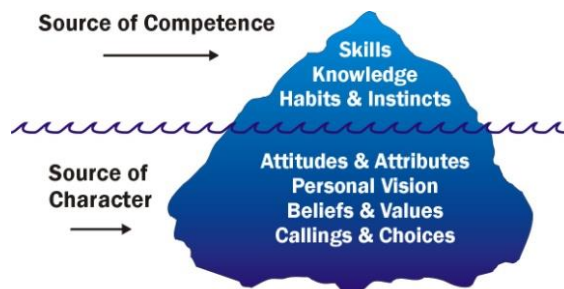 Source of Competence
Skills
Knowledge
Habits & Instincts
Source of
Character
Attitudes & Attributes
Personal Vision
Beliefs & Values
Callings & Choices